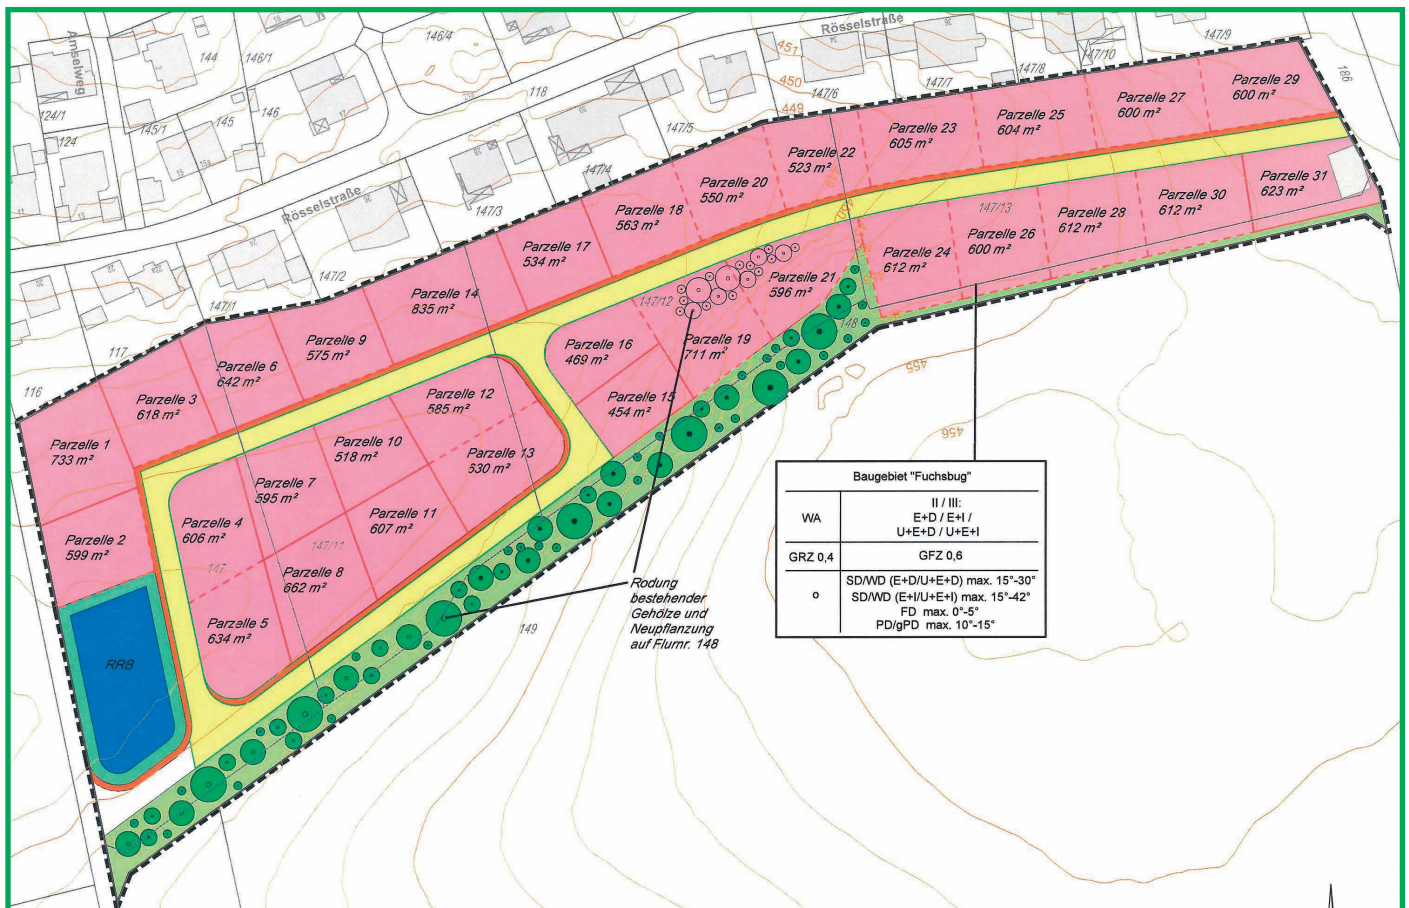 Amselweg
144
146/1
146/4
118
Rösselstraße
451
450
449
147/6
147/7
147/8
147/10
147/9
186
124/1
124
145/1
145
146
17
15
15a
147/5
147/4
147/3
147/2
147/1
117
116
Rösselstraße
Parzelle 29
600 m²
Parzelle 27
600 m²
Parzelle 25
604 m²
Parzelle 23
605 m²
Parzelle 22
523 m²
Parzelle 20
550 m²
Parzelle 18
563 m²
Parzelle 17
534 m²
Parzelle 14
835 m²
Parzelle 9
575 m²
Parzelle 6
642 m²
Parzelle 3
618 m²
Parzelle 1
733 m²
Parzelle 2
599 m²
Parzelle 31
623 m²
Parzelle 30
612 m²
Parzelle 28
612 m²
147/13
Parzelle 26
600 m²
Parzelle 24
612 m²
Parzelle 21
596 m²
147/12
Parzelle 19
711 m²
Parzelle 16
469 m²
Parzelle 15
454 m²
Parzelle 12
585 m²
Parzelle 10
518 m²
Parzelle 13
630 m²
Parzelle 7
595 m²
Parzelle 11
607 m²
Parzelle 4
606 m²
147/11
147
Parzelle 8
662 m²
Parzelle 5
634 m²
RRB
148
455
456
149
Rodung
bestehender
Gehölze und
Neupflanzung
auf Flurnr. 148
Baugebiet "Fuchsbug"
WA
II / III:
E+D / E+I /
U+E+D / U+E+I
GRZ 0,4 GFZ 0,6
o
SD/WD (E+D/U+E+D) max. 15°-30°
SD/WD (E+I/U+E+I) max. 15°-42°
FD max. 0°-5°
PD/gPD max. 10°-15°